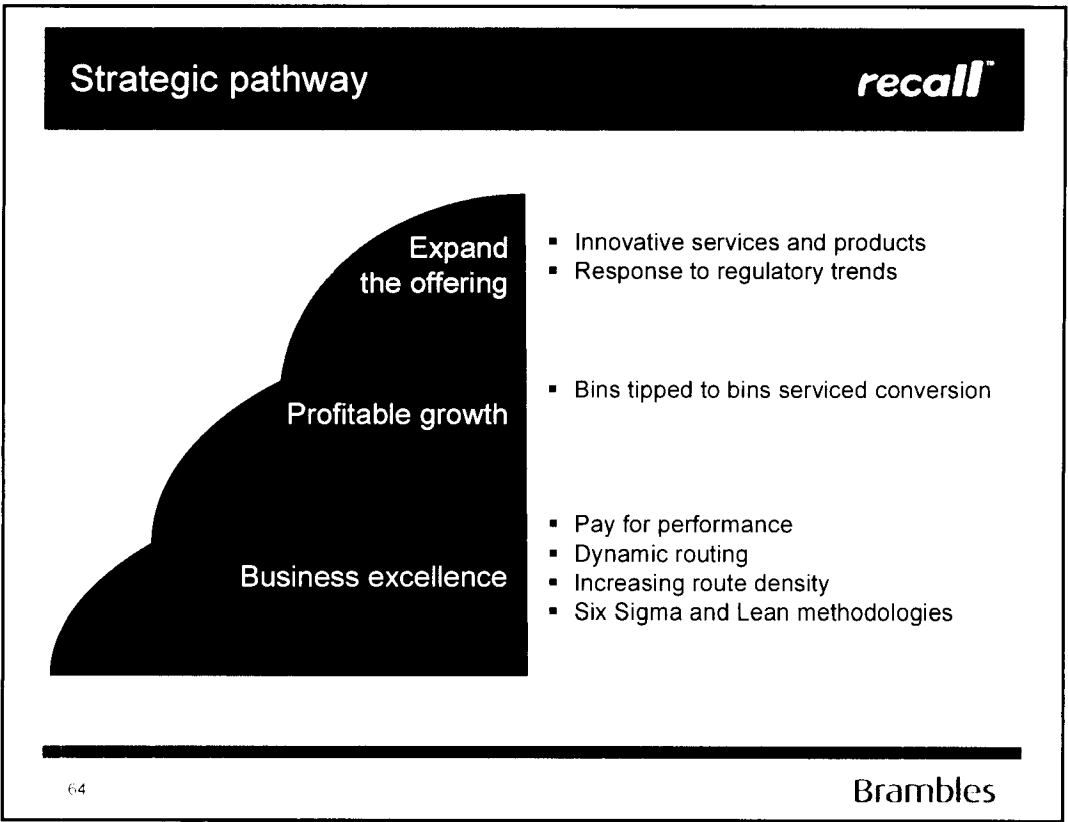 Strategic pathway
recall™
Expand
the offering
▪ Innovative services and products
▪ Response to regulatory trends
Profitable growth
▪ Bins tipped to bins serviced conversion
Business excellence
▪ Pay for performance
▪ Dynamic routing
▪ Increasing route density
▪ Six Sigma and Lean methodologies
64
Brambles